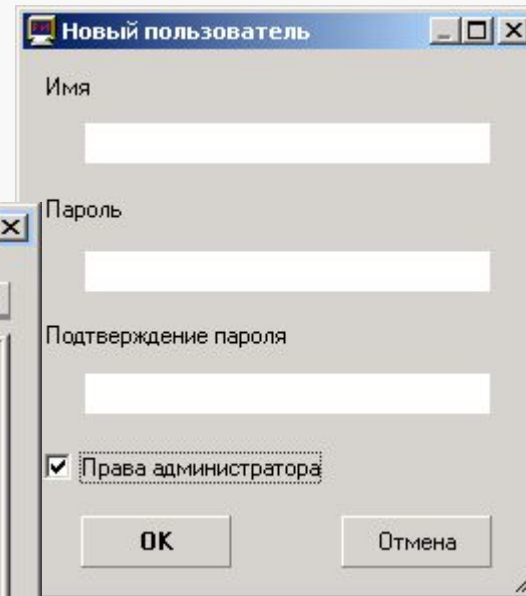 Новый пользователь
Имя
Пароль
Подтверждение пароля
Права администратора
OK
Отмена